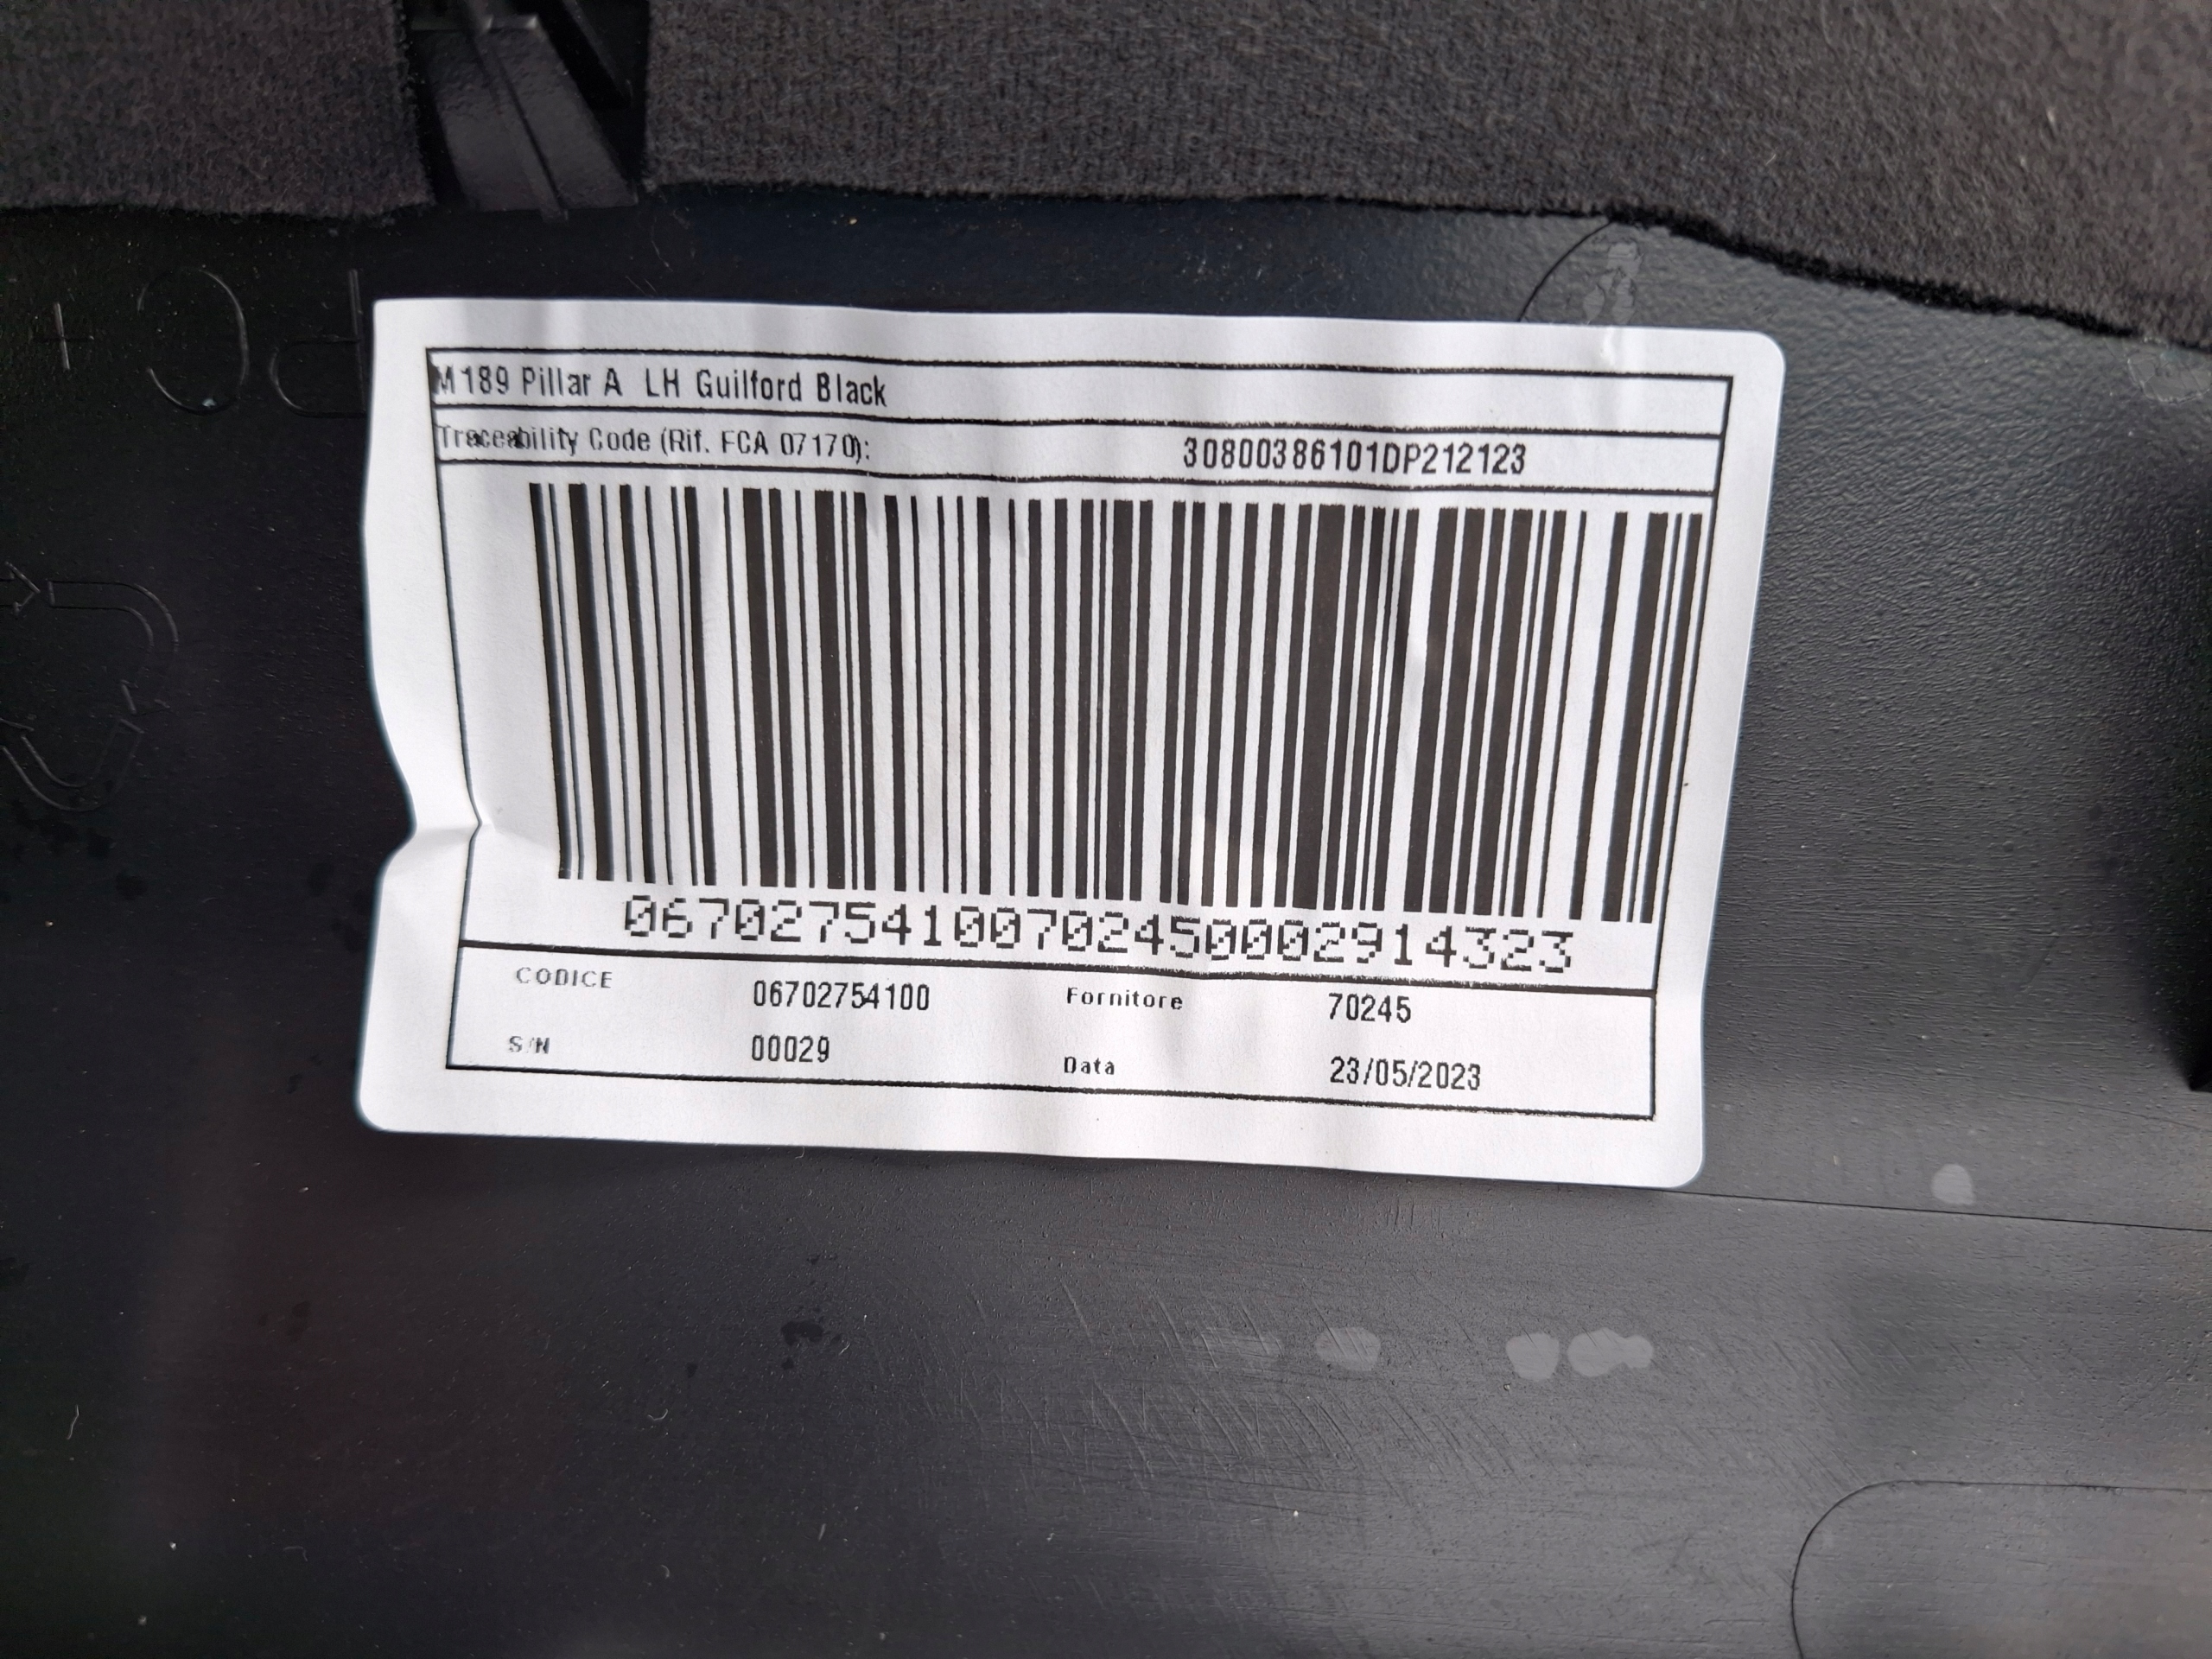 PC +
M189 Pillar A LH Guilford Black
Traceability Code (Rif. FCA 07170): 30800386101DP212123
06702754100702450002914323
CODICE 06702754100 Fornitore 70245
S/N 00029 Data 23/05/2023